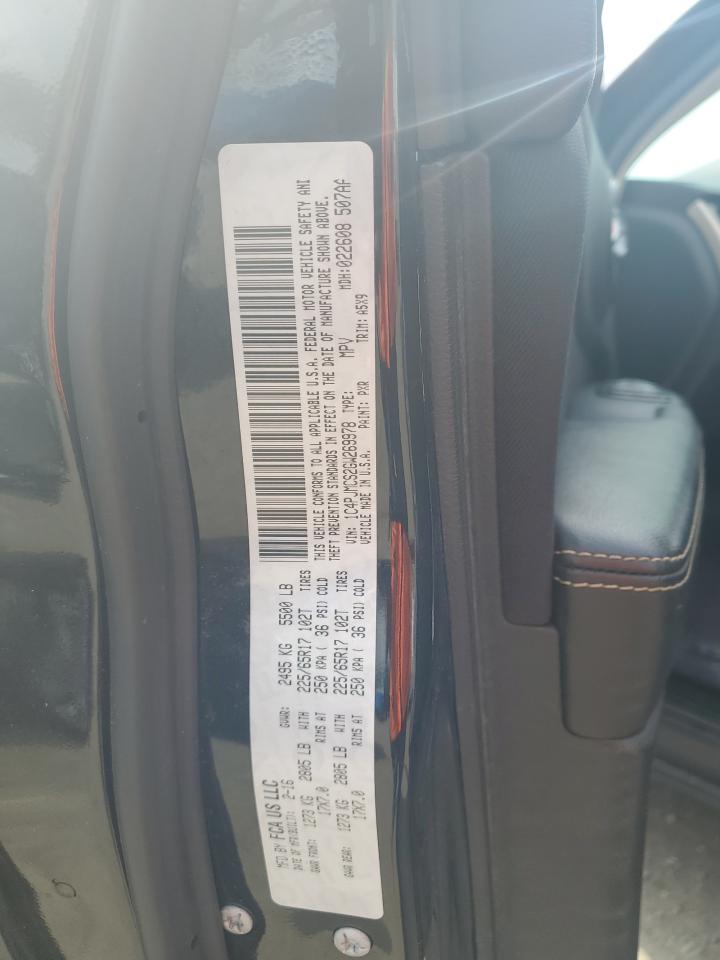 MFD BY FCA US LLC
DATE OF MFR(BUILT): 2-16 GVWR: 2495 KG 5500 LB
GAWR FRONT: 1273 KG 2805 LB WITH 225/65R17 102T TIRES
17X7.0 RIMS AT 250 KPA ( 36 PSI) COLD
GAWR REAR: 1273 KG 2805 LB WITH 225/65R17 102T TIRES
17X7.0 RIMS AT 250 KPA ( 36 PSI) COLD
THIS VEHICLE CONFORMS TO ALL APPLICABLE U.S.A. FEDERAL MOTOR VEHICLE SAFETY ANI
THEFT PREVENTION STANDARDS IN EFFECT ON THE DATE OF MANUFACTURE SHOWN ABOVE.
VIN: 1C4PJMCS2GW269978 TYPE: MPV MDH:022608 507AF
VEHICLE MADE IN U.S.A. PAINT: PXR TRIM: A5X9